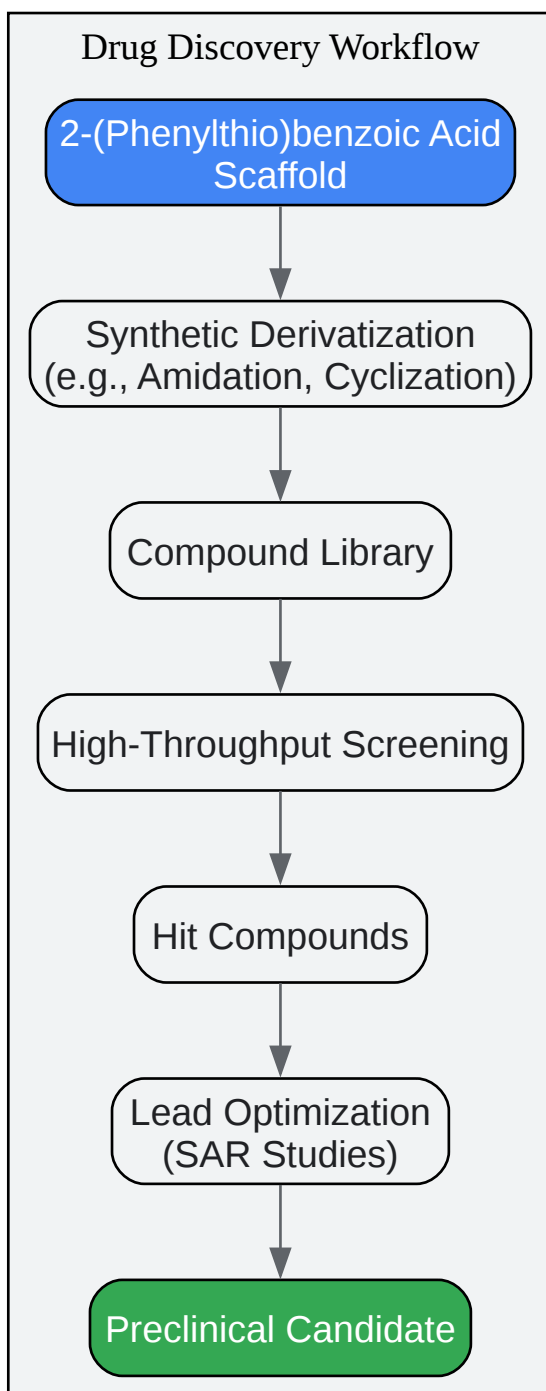 Drug Discovery Workflow
2-(Phenylthio)benzoic Acid
Scaffold
Synthetic Derivatization
(e.g., Amidation, Cyclization)
Compound Library
High-Throughput Screening
Hit Compounds
Lead Optimization
(SAR Studies)
Preclinical Candidate